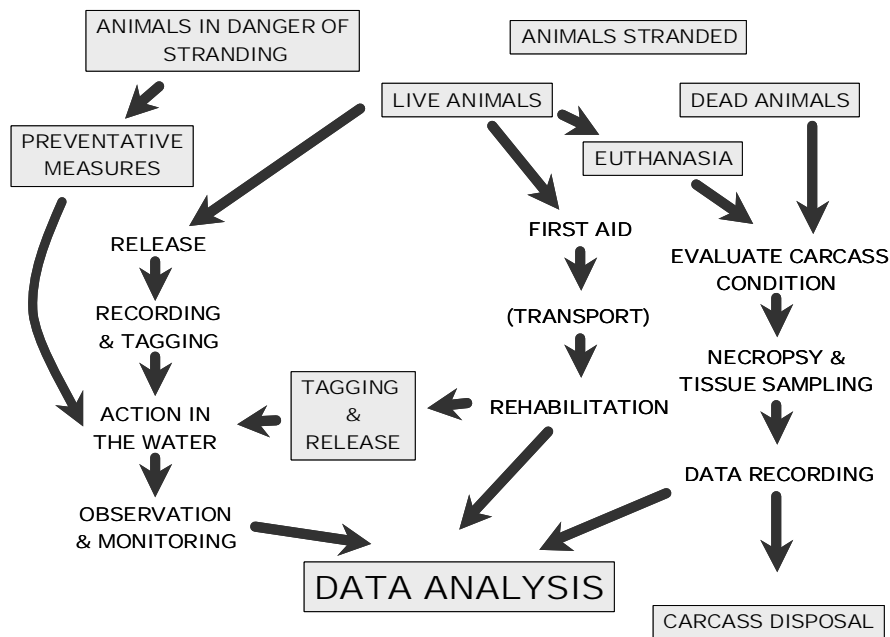 ANIMALS IN DANGER OF
STRANDING
ANIMALS STRANDED
LIVE ANIMALS
DEAD ANIMALS
PREVENTATIVE
MEASURES
EUTHANASIA
RELEASE
FIRST AID
EVALUATE CARCASS
CONDITION
RECORDING
& TAGGING
(TRANSPORT)
NECROPSY &
TISSUE SAMPLING
ACTION IN
THE WATER
TAGGING
&
RELEASE
REHABILITATION
DATA RECORDING
OBSERVATION
& MONITORING
DATA ANALYSIS
CARCASS DISPOSAL